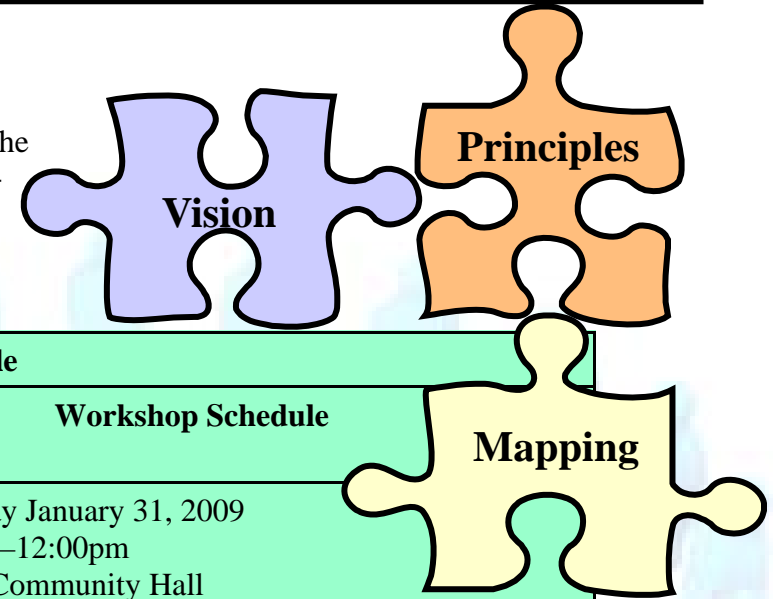 he
Principles
Vision
le
Workshop Schedule
Mapping
y January 31, 2009
–12:00pm
Community Hall